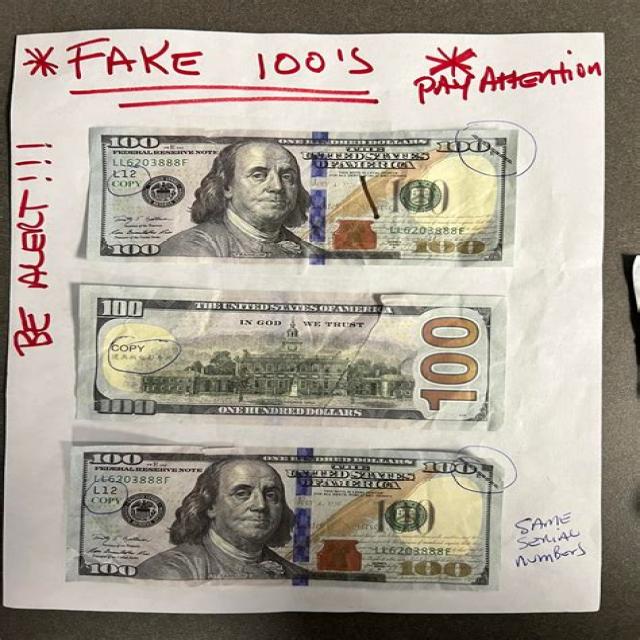 * FAKE 100'S * PAY ATTENTION
BE ALERT!!!
100 ONE HUNDRED DOLLARS 100
FEDERAL RESERVE NOTE THE
UNITED STATES
LL6203888F OF AMERICA
L12
COPY
100
LL6203888F
100 100
100 THE UNITED STATES OF AMERICA
IN GOD WE TRUST
COPY
100
100 ONE HUNDRED DOLLARS
100 ONE HUNDRED DOLLARS 100
FEDERAL RESERVE NOTE THE
UNITED STATES
LL6203888F OF AMERICA
L12
COPY
100
LL6203888F
100 100
SAME
SERIAL
NUMBERS